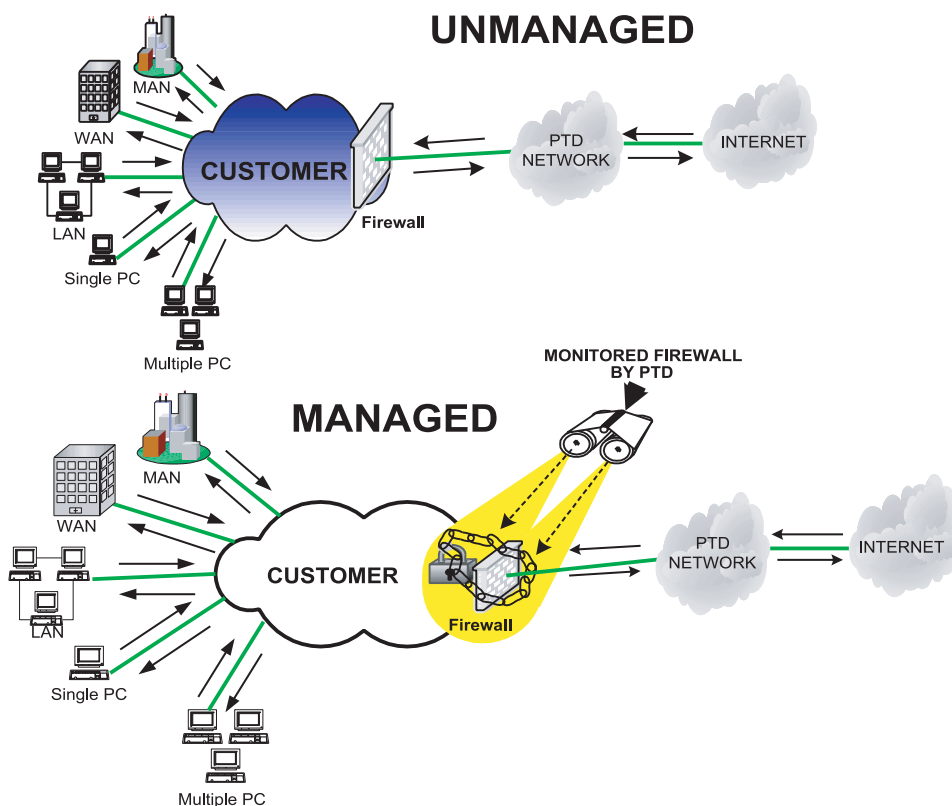 UNMANAGED
MAN
WAN
LAN
Single PC
Multiple PC
CUSTOMER
Firewall
PTD
NETWORK
INTERNET
MONITORED FIREWALL
BY PTD
MANAGED
MAN
WAN
LAN
Single PC
Multiple PC
CUSTOMER
Firewall
PTD
NETWORK
INTERNET